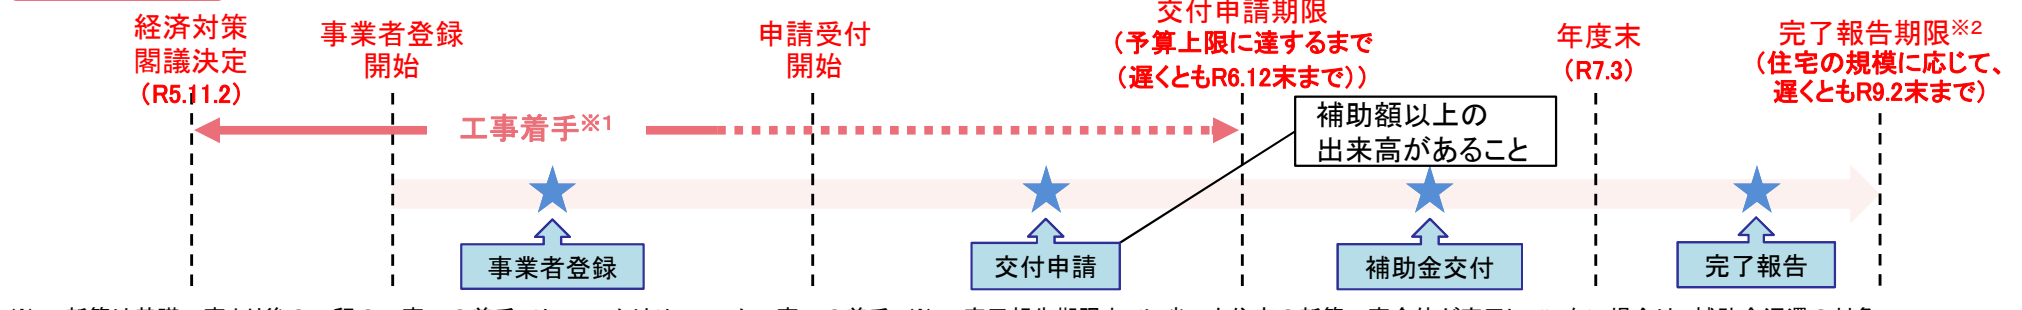 経済対策
閣議決定
（R5.11.2）
事業者登録
開始
申請受付
開始
交付申請期限
（予算上限に達するまで
（遅くともR6.12末まで））
年度末
（R7.3）
完了報告期限※2
（住宅の規模に応じて、
遅くともR9.2末まで）
工事着手※1
補助額以上の
出来高があること
事業者登録
交付申請
補助金交付
完了報告